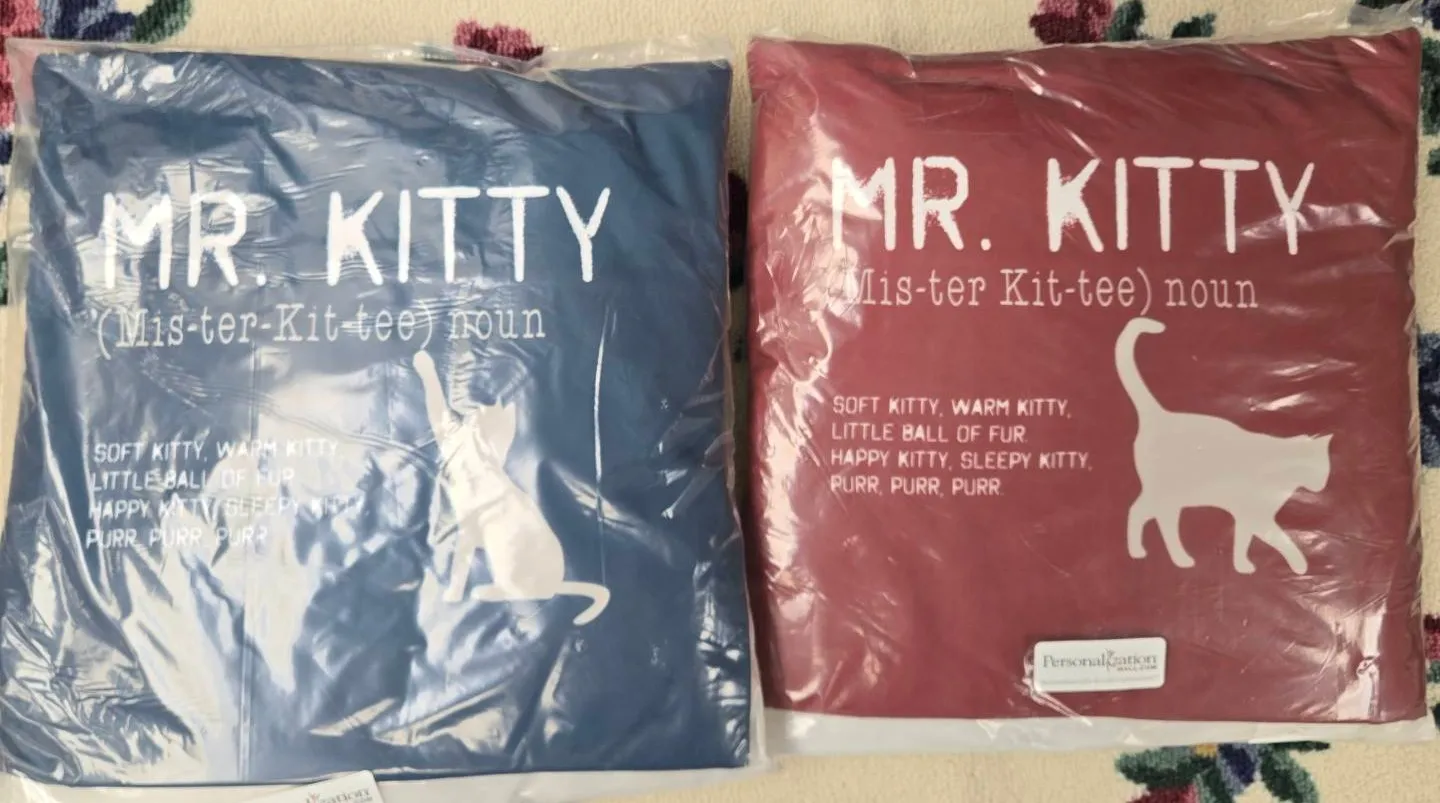 MR. KITTY
(Mis-ter-Kit-tee) noun
SOFT KITTY, WARM KITTY,
LITTLE BALL OF FUR
HAPPY KITTY, SLEEPY KITTY,
PURR, PURR, PURR
MR. KITTY
(Mis-ter Kit-tee) noun
SOFT KITTY, WARM KITTY,
LITTLE BALL OF FUR.
HAPPY KITTY, SLEEPY KITTY,
PURR, PURR, PURR.
Personalization
MALL.COM